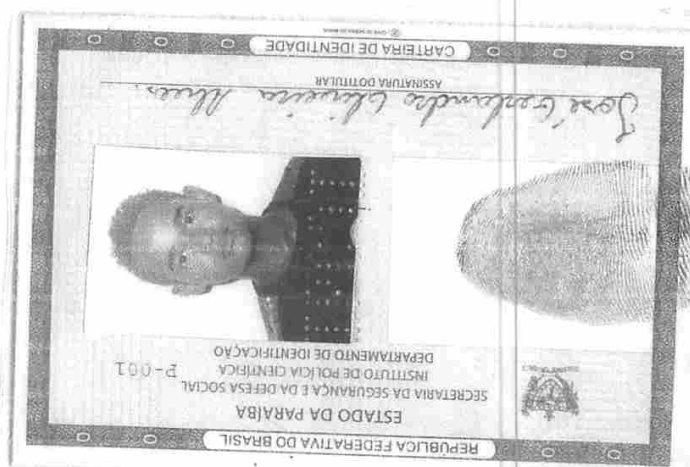 REPÚBLICA FEDERATIVA DO BRASIL
ESTADO DA PARAÍBA
SECRETARIA DA SEGURANÇA E DA DEFESA SOCIAL
INSTITUTO DE POLÍCIA CIENTÍFICA
DEPARTAMENTO DE IDENTIFICAÇÃO
P-001
José Oliveira Alves
ASSINATURA DO TITULAR
CARTEIRA DE IDENTIDADE